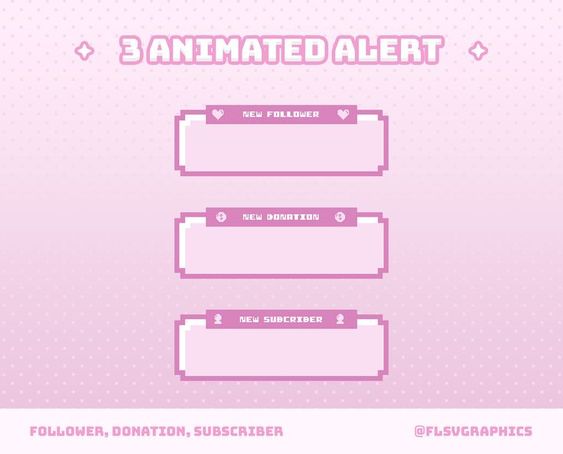 3 ANIMATED ALERT
NEW FOLLOWER
NEW DONATION
NEW SUBCRIBER
FOLLOWER, DONATION, SUBSCRIBER
@FLSVGRAPHICS